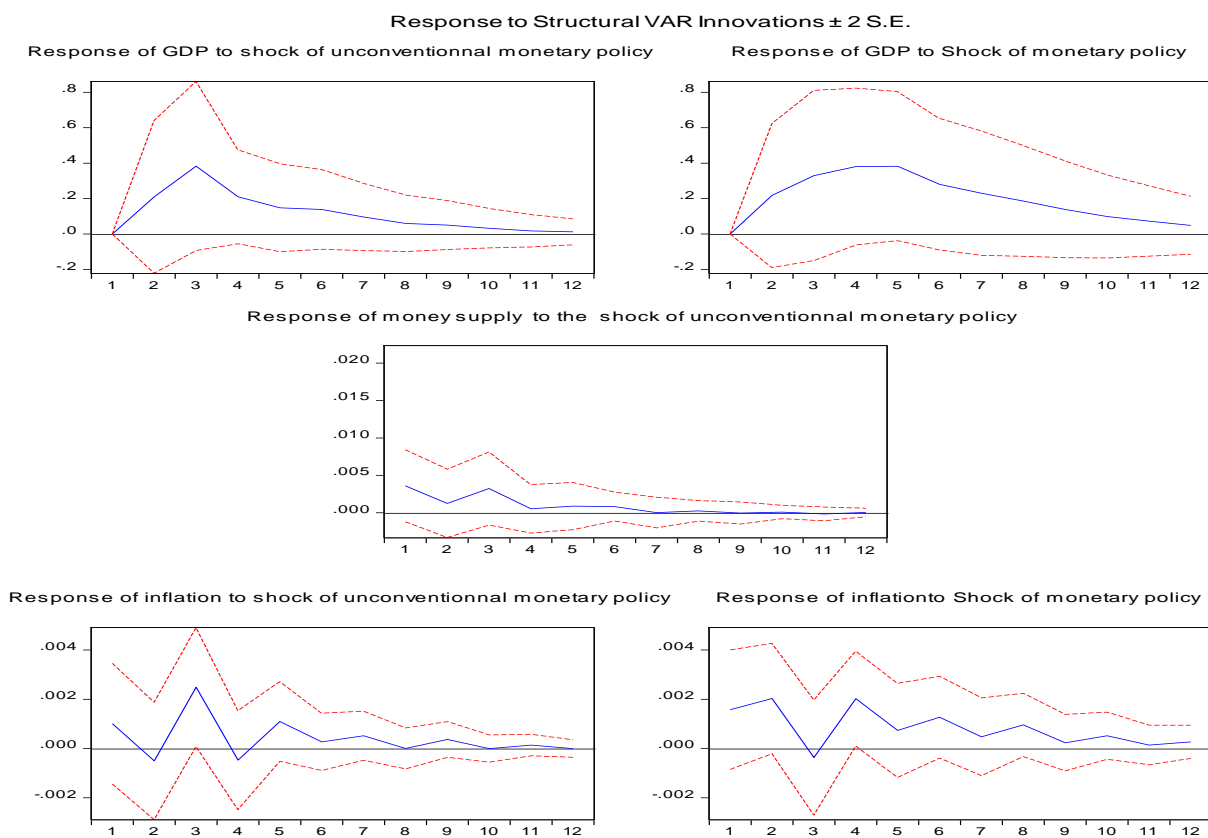 Response to Structural VAR Innovations ± 2 S.E.
Response of GDP to shock of unconventionnal monetary policy
.8
.6
.4
.2
.0
-.2
1 2 3 4 5 6 7 8 9 10 11 12
Response of GDP to Shock of monetary policy
.8
.6
.4
.2
.0
-.2
1 2 3 4 5 6 7 8 9 10 11 12
Response of money supply to the shock of unconventionnal monetary policy
.020
.015
.010
.005
.000
1 2 3 4 5 6 7 8 9 10 11 12
Response of inflation to shock of unconventionnal monetary policy
.004
.002
.000
-.002
1 2 3 4 5 6 7 8 9 10 11 12
Response of inflationto Shock of monetary policy
.004
.002
.000
-.002
1 2 3 4 5 6 7 8 9 10 11 12